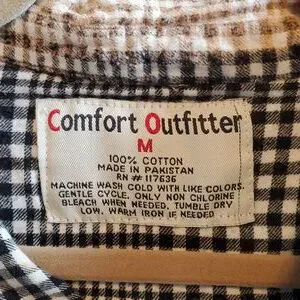 Comfort Outfitter
M
100% COTTON
MADE IN PAKISTAN
RN # 117636
MACHINE WASH COLD WITH LIKE COLORS.
GENTLE CYCLE. ONLY NON CHLORINE
BLEACH WHEN NEEDED, TUMBLE DRY
LOW, WARM IRON IF NEEDED